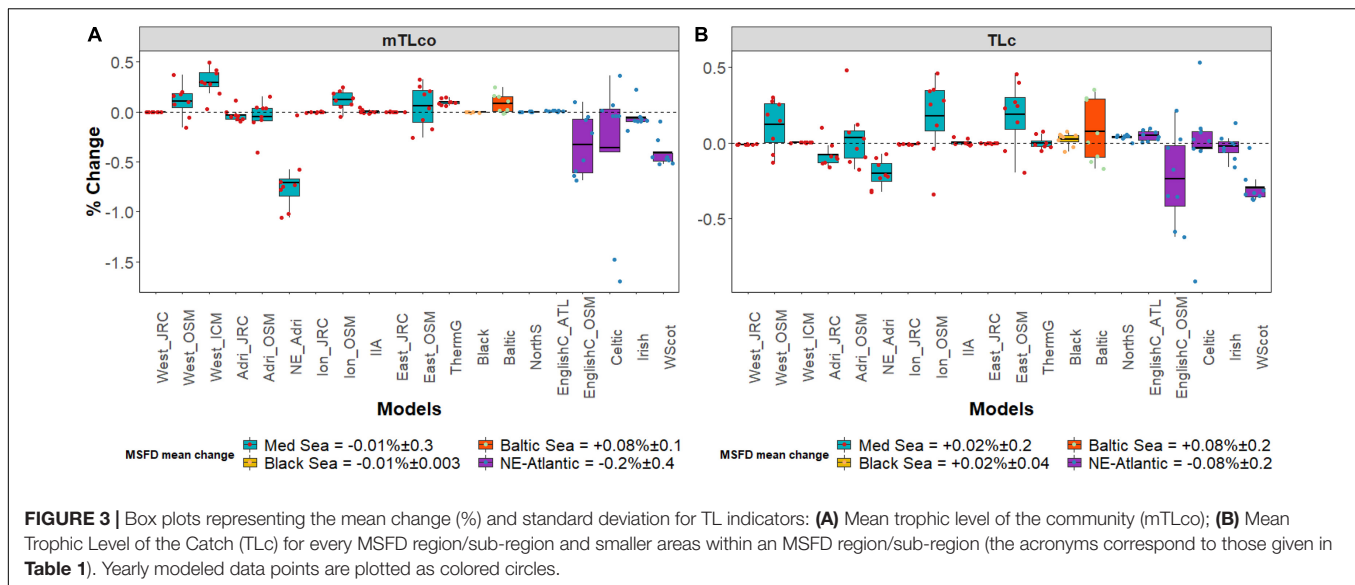 A
mTLco
% Change
0.5
0.0
-0.5
-1.0
-1.5
West_JRC
West_OSM
West_ICM
Adri_JRC
Adri_OSM
NE_Adri
Ion_JRC
Ion_OSM
IIA
East_JRC
East_OSM
ThermG
Black
Baltic
NorthS
EnglishC_ATL
EnglishC_OSM
Celtic
Irish
WScot
Models
MSFD mean change
Med Sea = -0.01%±0.3
Baltic Sea = +0.08%±0.1
Black Sea = -0.01%±0.003
NE-Atlantic = -0.2%±0.4
B
TLc
0.5
0.0
-0.5
West_JRC
West_OSM
West_ICM
Adri_JRC
Adri_OSM
NE_Adri
Ion_JRC
Ion_OSM
IIA
East_JRC
East_OSM
ThermG
Black
Baltic
NorthS
EnglishC_ATL
EnglishC_OSM
Celtic
Irish
WScot
Models
MSFD mean change
Med Sea = +0.02%±0.2
Baltic Sea = +0.08%±0.2
Black Sea = +0.02%±0.04
NE-Atlantic = -0.08%±0.2
FIGURE 3 | Box plots representing the mean change (%) and standard deviation for TL indicators: (A) Mean trophic level of the community (mTLco); (B) Mean
Trophic Level of the Catch (TLc) for every MSFD region/sub-region and smaller areas within an MSFD region/sub-region (the acronyms correspond to those given in
Table 1). Yearly modeled data points are plotted as colored circles.